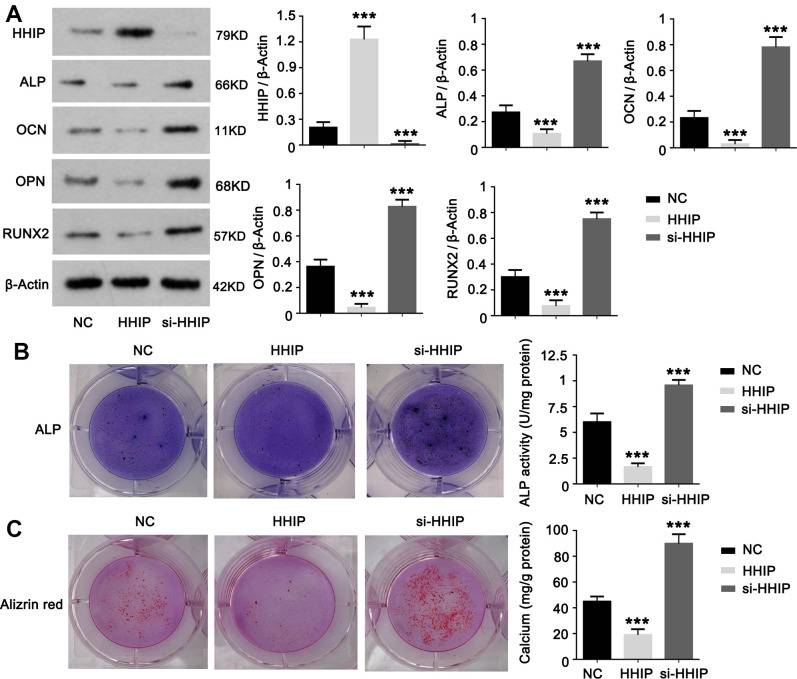 A
HHIP
79KD
ALP
66KD
OCN
11KD
OPN
68KD
RUNX2
57KD
β-Actin
42KD
NC HHIP si-HHIP
HHIP / β-Actin
1.5
1.2
0.9
0.6
0.3
0
***
***
ALP / β-Actin
1
0.8
0.6
0.4
0.2
0
***
***
OCN / β-Actin
1
0.8
0.6
0.4
0.2
0
***
***
OPN / β-Actin
1
0.8
0.6
0.4
0.2
0
***
***
RUNX2 / β-Actin
1
0.8
0.6
0.4
0.2
0
***
***
NC
HHIP
si-HHIP
B
NC HHIP si-HHIP
ALP
ALP activity (U/mg protein)
12.5
1
7.5
5
2.5
0
***
***
NC HHIP si-HHIP
NC
HHIP
si-HHIP
C
NC HHIP si-HHIP
Alizrin red
Calcium (mg/g protein)
100
80
60
40
20
0
***
***
NC HHIP si-HHIP
NC
HHIP
si-HHIP